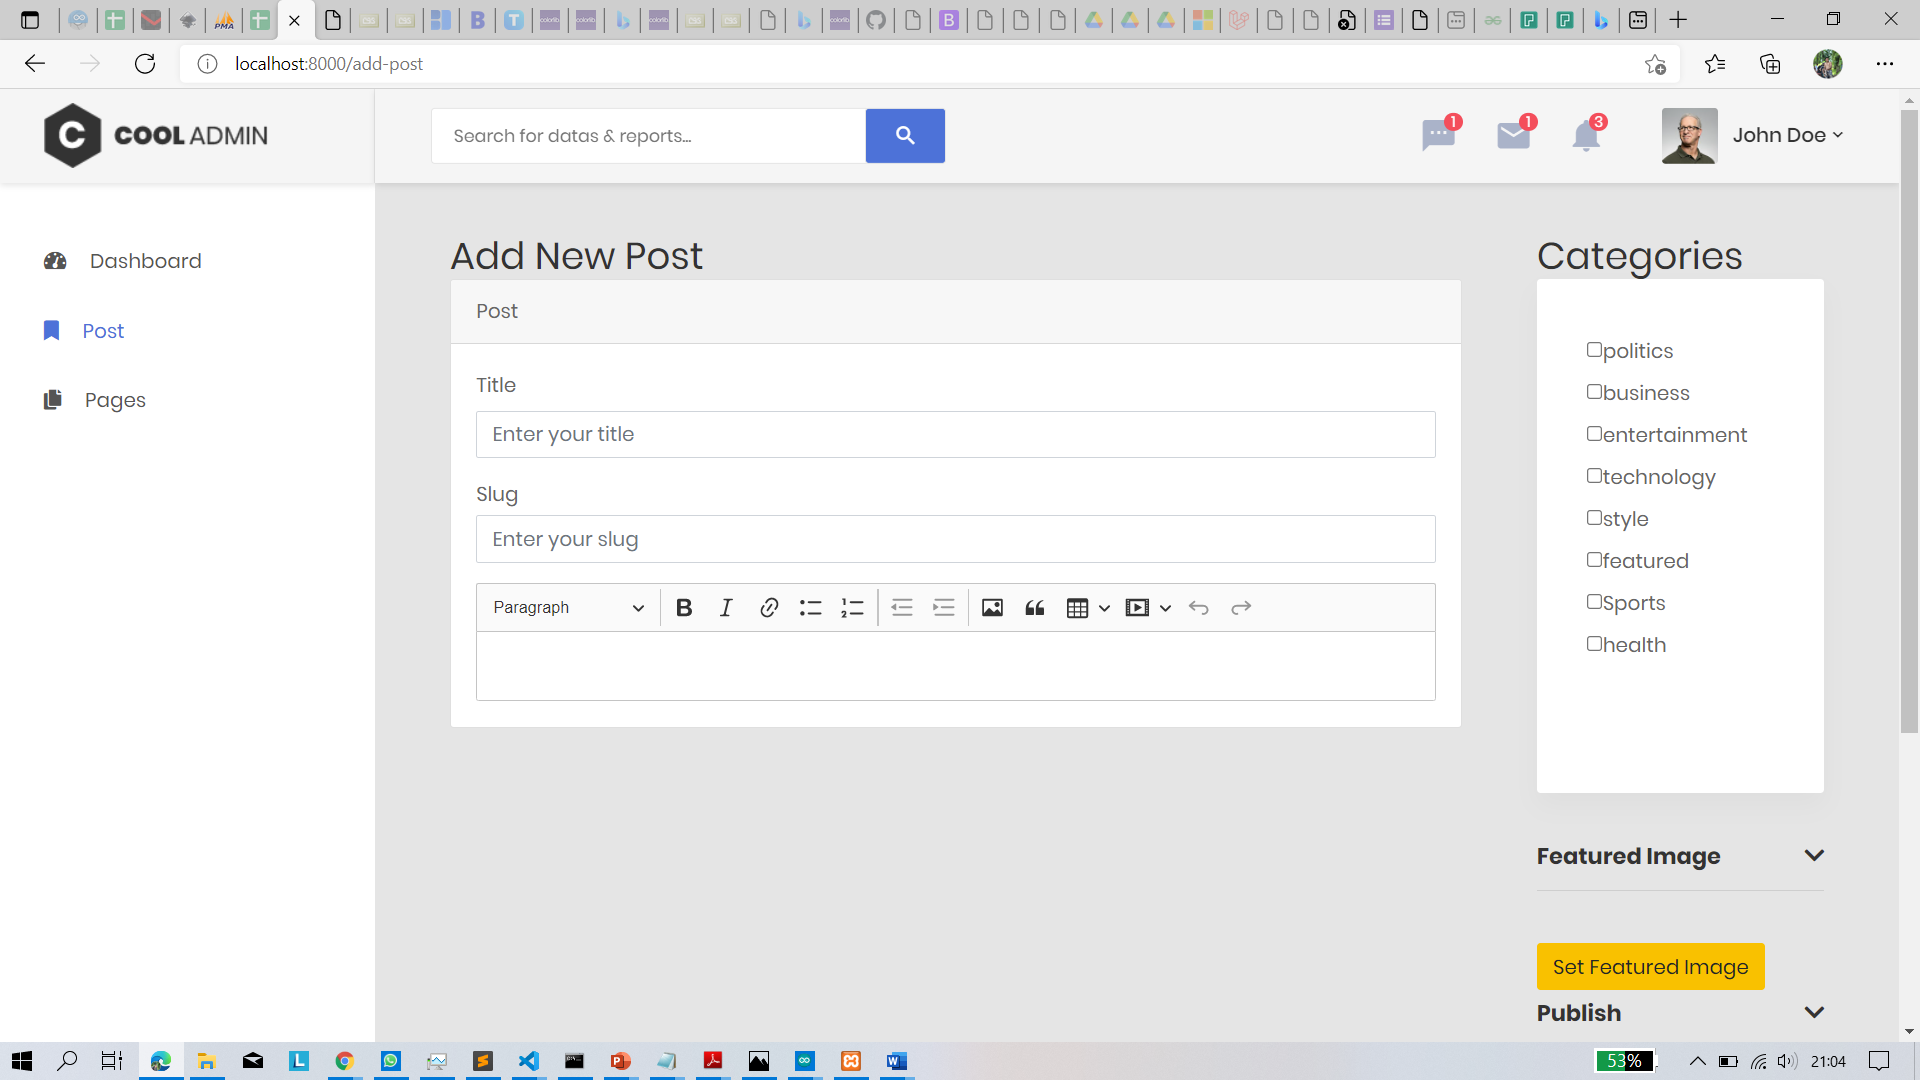 localhost:8000/add-post
COOL ADMIN
Search for datas & reports...
1
1
3
John Doe
Dashboard
Post
Pages
Add New Post
Post
Title
Enter your title
Slug
Enter your slug
Paragraph
Categories
politics
business
entertainment
technology
style
featured
Sports
health
Featured Image
Set Featured Image
Publish
53%
21:04